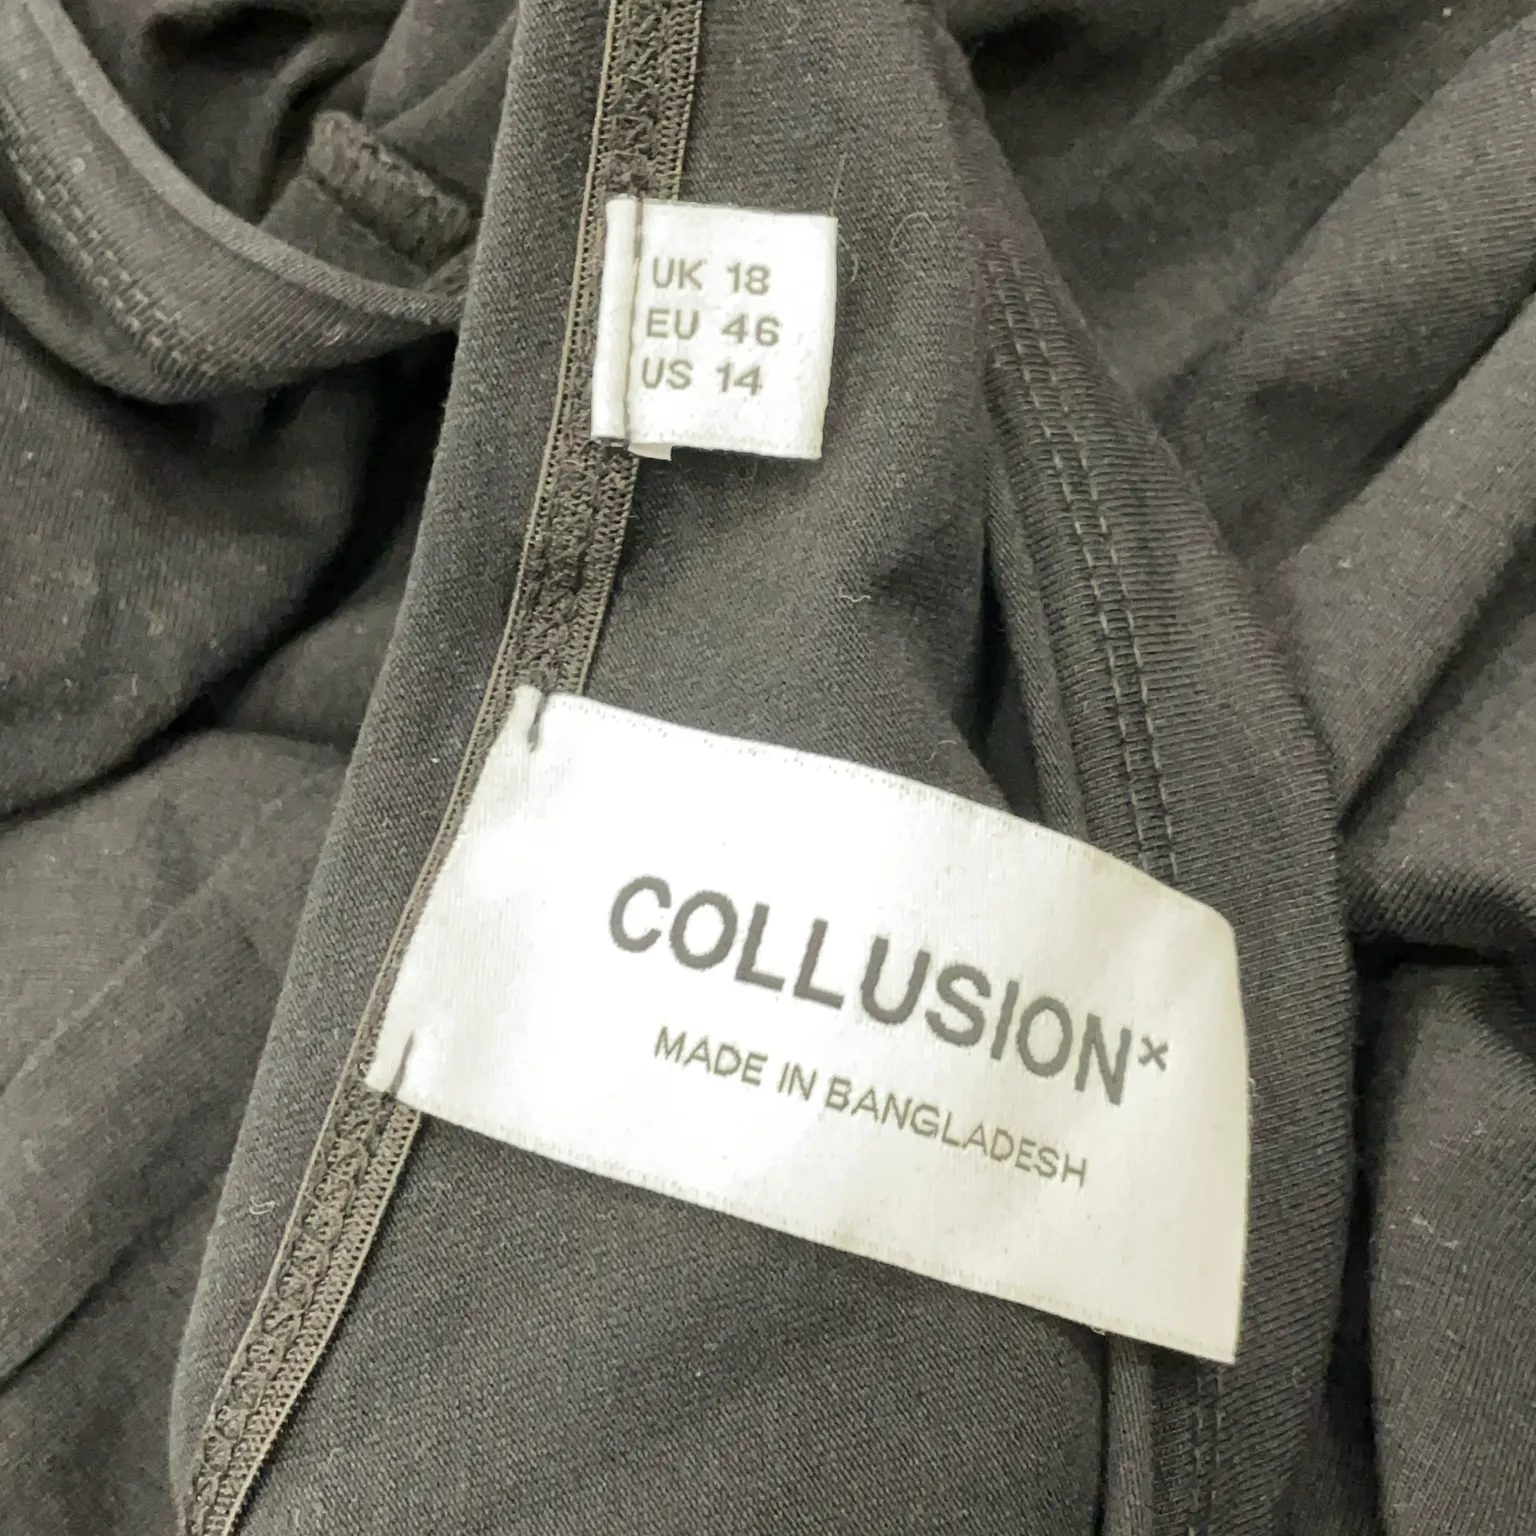 UK 18
EU 46
US 14
COLLUSION×
MADE IN BANGLADESH